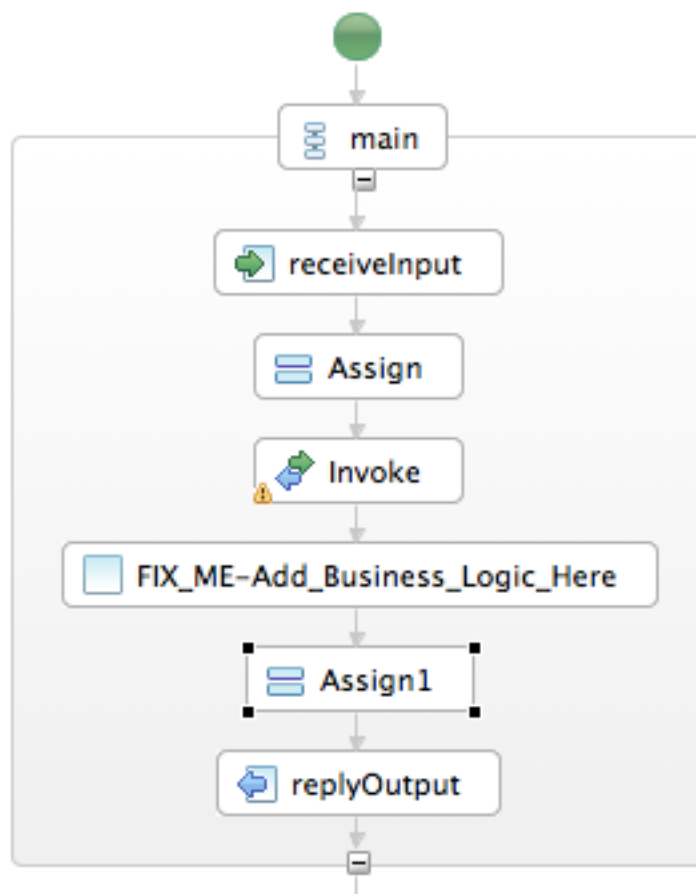 main
receiveInput
Assign
Invoke
FIX_ME-Add_Business_Logic_Here
Assign1
replyOutput